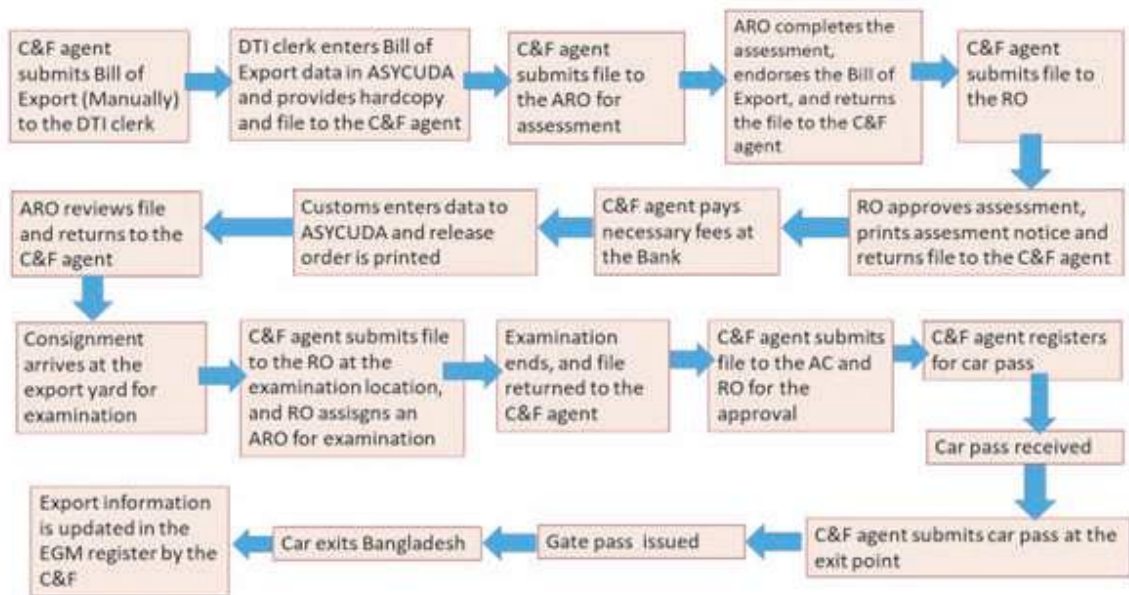 C&F agent
submits Bill of
Export (Manually)
to the DTI clerk
DTI clerk enters Bill of
Export data in ASYCUDA
and provides hardcopy
and file to the C&F agent
C&F agent
submits file to
the ARO for
assessment
ARO completes the
assessment,
endorses the Bill of
Export, and returns
the file to the C&F
agent
C&F agent
submits file
to the RO
RO approves assessment,
prints assesment notice and
returns file to the C&F agent
C&F agent pays
necessary fees at
the Bank
Customs enters data to
ASYCUDA and release
order is printed
ARO reviews file
and returns to the
C&F agent
Consignment
arrives at the
export yard for
examination
C&F agent submits file
to the RO at the
examination location,
and RO assisgns an
ARO for examination
Examination
ends, and file
returned to the
C&F agent
C&F agent submits
file to the AC and
RO for the
approval
C&F agent registers
for car pass
Car pass received
C&F agent submits car pass at the
exit point
Gate pass issued
Car exits Bangladesh
Export information
is updated in the
EGM register by the
C&F